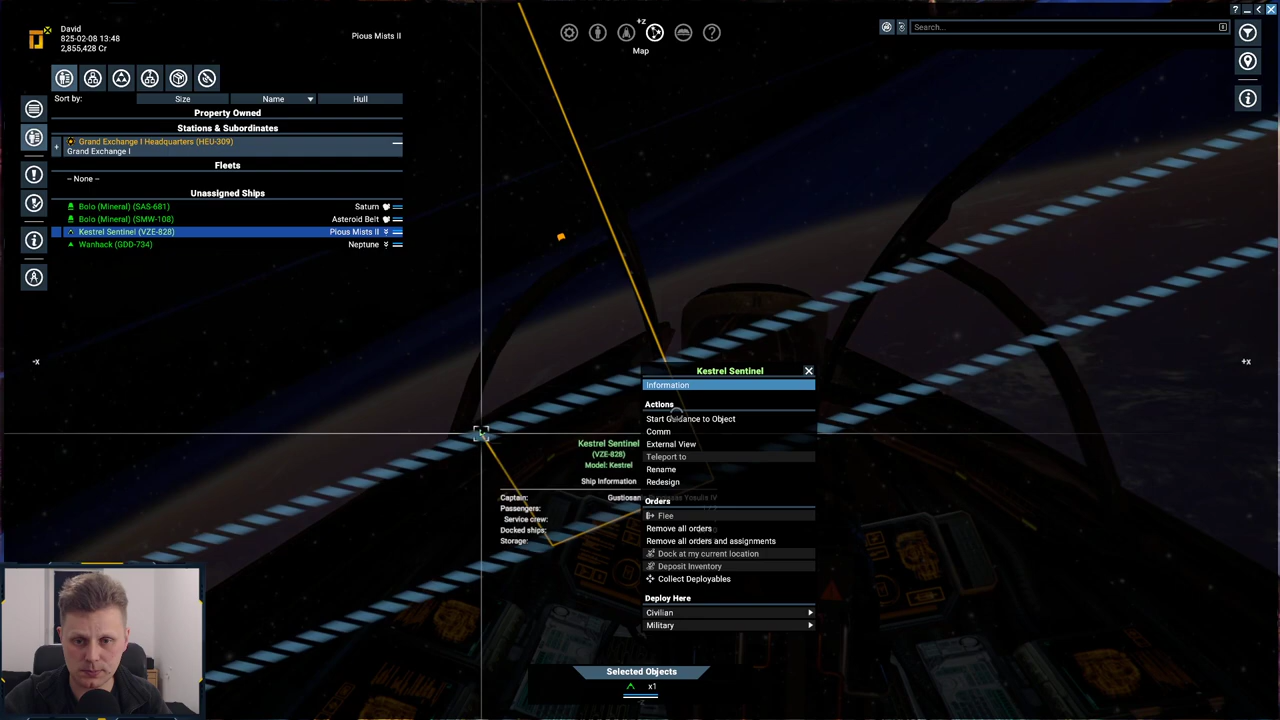 David
825-02-08 13:48
2,855,428 Cr
Pious Mists II
+z
Map
Search...
?
Sort by:
Size
Name
Hull
Property Owned
Stations & Subordinates
Grand Exchange I Headquarters (HEU-309)
Grand Exchange I
Fleets
– None –
Unassigned Ships
Bolo (Mineral) (SAS-681) Saturn
Bolo (Mineral) (SMW-108) Asteroid Belt
Kestrel Sentinel (VZE-828) Pious Mists II
Wanhack (GDD-734) Neptune
-x
+x
Kestrel Sentinel
Information
Actions
Start Guidance to Object
Comm
External View
Teleport to
Rename
Redesign
Orders
Flee
Remove all orders
Remove all orders and assignments
Dock at my current location
Deposit Inventory
Collect Deployables
Deploy Here
Civilian
Military
Kestrel Sentinel
(VZE-828)
Model: Kestrel
Ship Information
Captain:
Passengers:
Service crew:
Docked ships:
Storage:
Selected Objects
x1